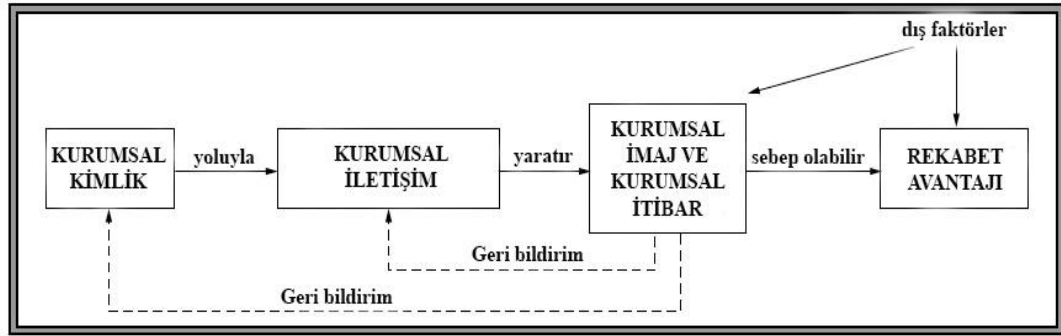 dış faktörler
KURUMSAL
KİMLİK
yoluyla
KURUMSAL
İLETİŞİM
yaratır
KURUMSAL
İMAJ VE
KURUMSAL
İTİBAR
sebep olabilir
REKABET
AVANTAJI
Geri bildirim
Geri bildirim